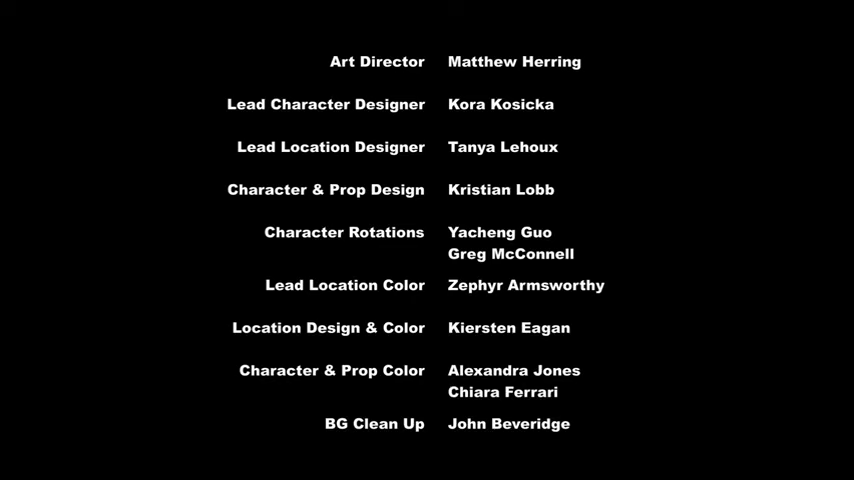 Art Director Matthew Herring
Lead Character Designer Kora Kosicka
Lead Location Designer Tanya Lehoux
Character & Prop Design Kristian Lobb
Character Rotations Yacheng Guo
Greg McConnell
Lead Location Color Zephyr Armsworthy
Location Design & Color Kiersten Eagan
Character & Prop Color Alexandra Jones
Chiara Ferrari
BG Clean Up John Beveridge